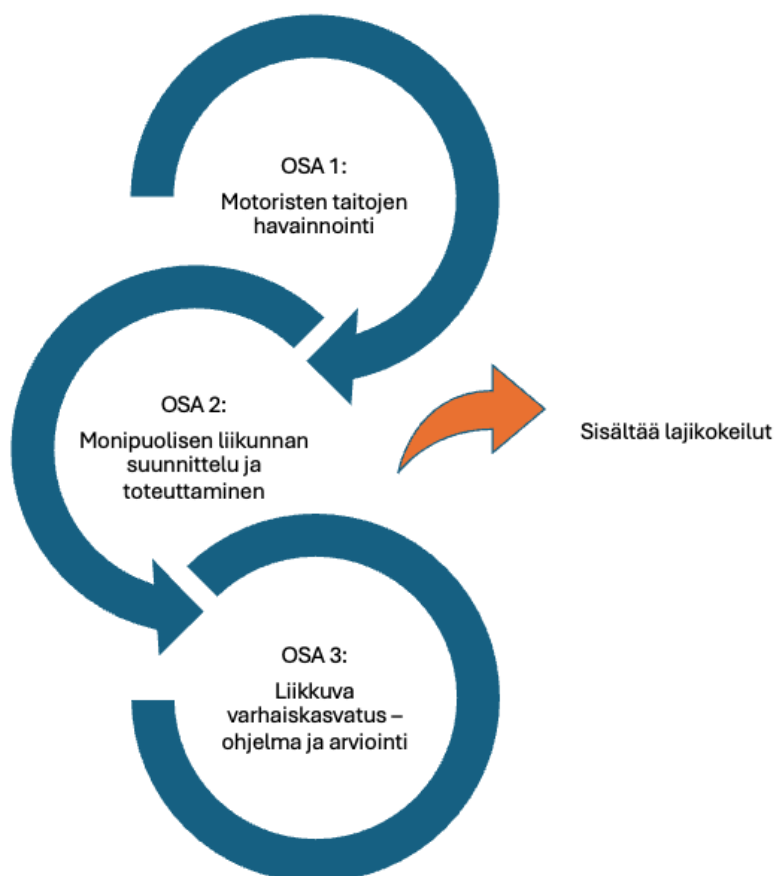 OSA 1:
Motoristen taitojen
havainnointi
OSA 2:
Monipuolisen liikunnan
suunnittelu ja
toteuttaminen
Sisältää lajikokeilut
OSA 3:
Liikkuva
varhaiskasvatus –
ohjelma ja arviointi